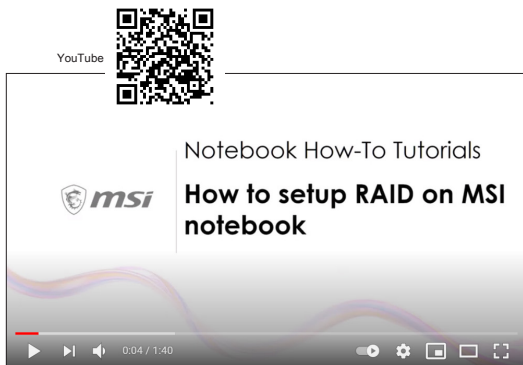 YouTube
Notebook How-To Tutorials
msi
How to setup RAID on MSI
notebook
0:04 / 1:40